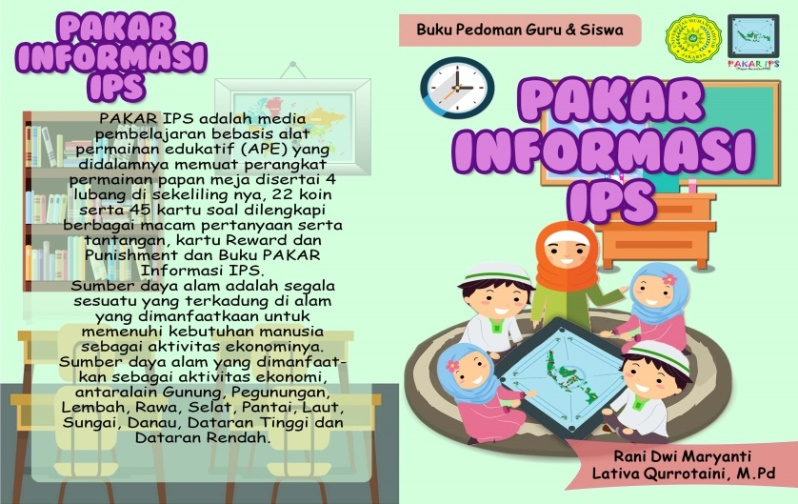 PAKAR
INFORMASI
IPS
PAKAR IPS adalah media
pembelajaran bebasis alat
permainan edukatif (APE) yang
didalamnya memuat perangkat
permainan papan meja disertai 4
lubang di sekeliling nya, 22 koin
serta 45 kartu soal dilengkapi
berbagai macam pertanyaan serta
tantangan, kartu Reward dan
Punishment dan Buku PAKAR
Informasi IPS.
Sumber daya alam adalah segala
sesuatu yang terkadung di alam
yang dimanfaatkaan untuk
memenuhi kebutuhan manusia
sebagai aktivitas ekonominya.
Sumber daya alam yang dimanfaat-
kan sebagai aktivitas ekonomi,
antaralain Gunung, Pegunungan,
Lembah, Rawa, Selat, Pantai, Laut,
Sungai, Danau, Dataran Tinggi dan
Dataran Rendah.
Buku Pedoman Guru & Siswa
PAKAR IPS
PAKAR
INFORMASI
IPS
Rani Dwi Maryanti
Lativa Qurrotaini, M.Pd